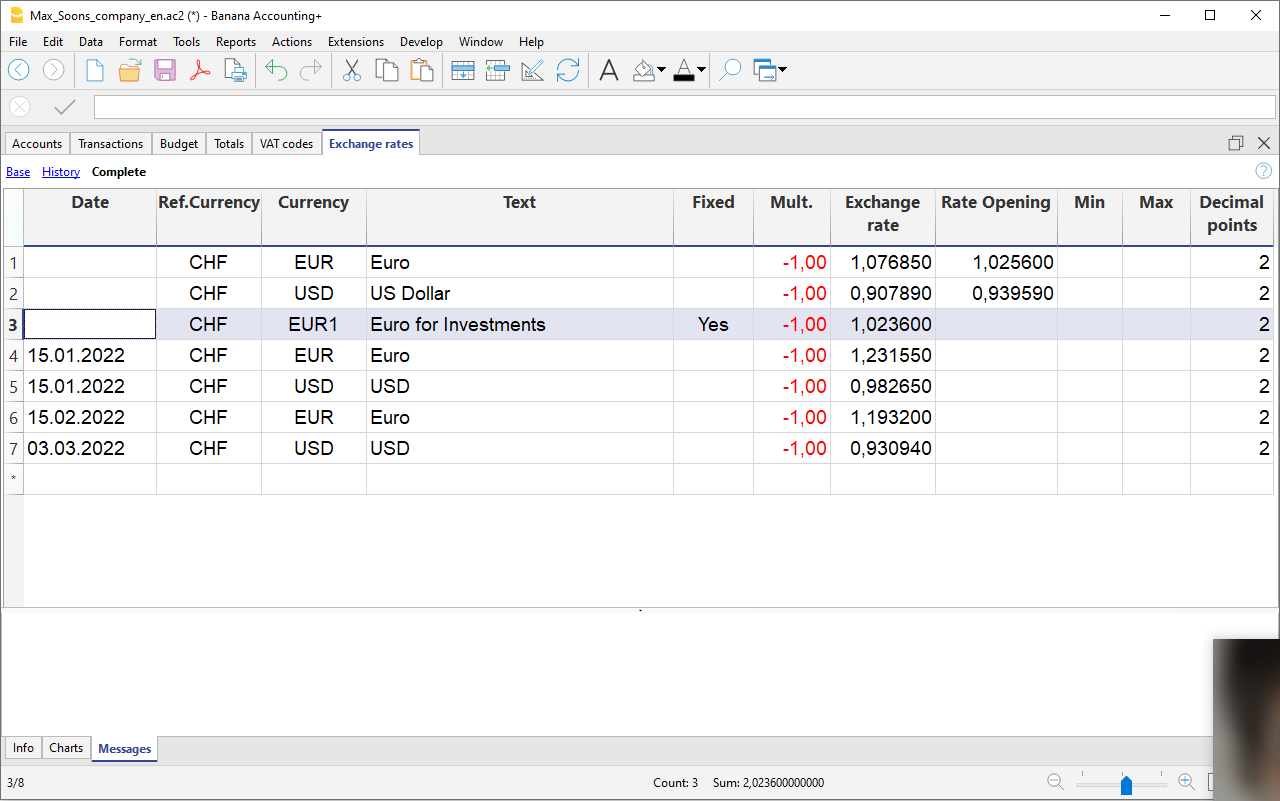 Max_Soons_company_en.ac2 (*) - Banana Accounting+
File Edit Data Format Tools Reports Actions Extensions Develop Window Help
Accounts Transactions Budget Totals VAT codes Exchange rates
Base History Complete
Date Ref.Currency Currency Text Fixed Mult. Exchange rate Rate Opening Min Max Decimal points
1 CHF EUR Euro -1,00 1,076850 1,025600 2
2 CHF USD US Dollar -1,00 0,907890 0,939590 2
3 CHF EUR1 Euro for Investments Yes -1,00 1,023600 2
4 15.01.2022 CHF EUR Euro -1,00 1,231550 2
5 15.01.2022 CHF USD USD -1,00 0,982650 2
6 15.02.2022 CHF EUR Euro -1,00 1,193200 2
7 03.03.2022 CHF USD USD -1,00 0,930940 2
*
Info Charts Messages
3/8 Count: 3 Sum: 2,023600000000